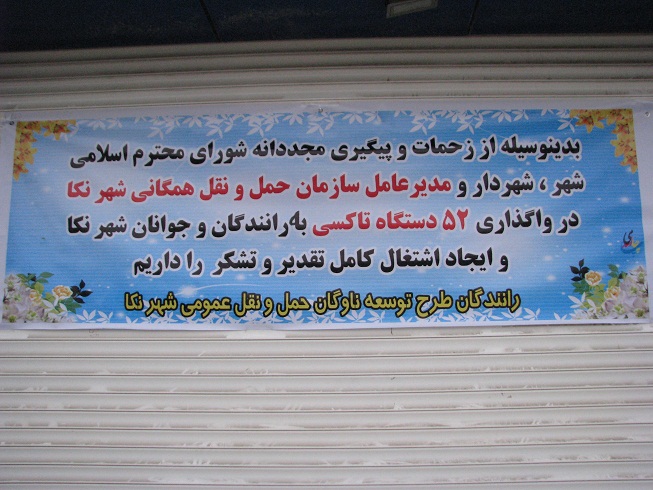 بدینوسیله از زحمات و پیگیری مجددانه شورای محترم اسلامی
شهر ، شهردار و مدیرعامل سازمان حمل و نقل همگانی شهر نکا
در واگذاری ۵۲ دستگاه تاکسی به رانندگان و جوانان شهر نکا
و ایجاد اشتغال کامل تقدیر و تشکر را داریم
رانندگان طرح توسعه ناوگان حمل و نقل عمومی شهر نکا